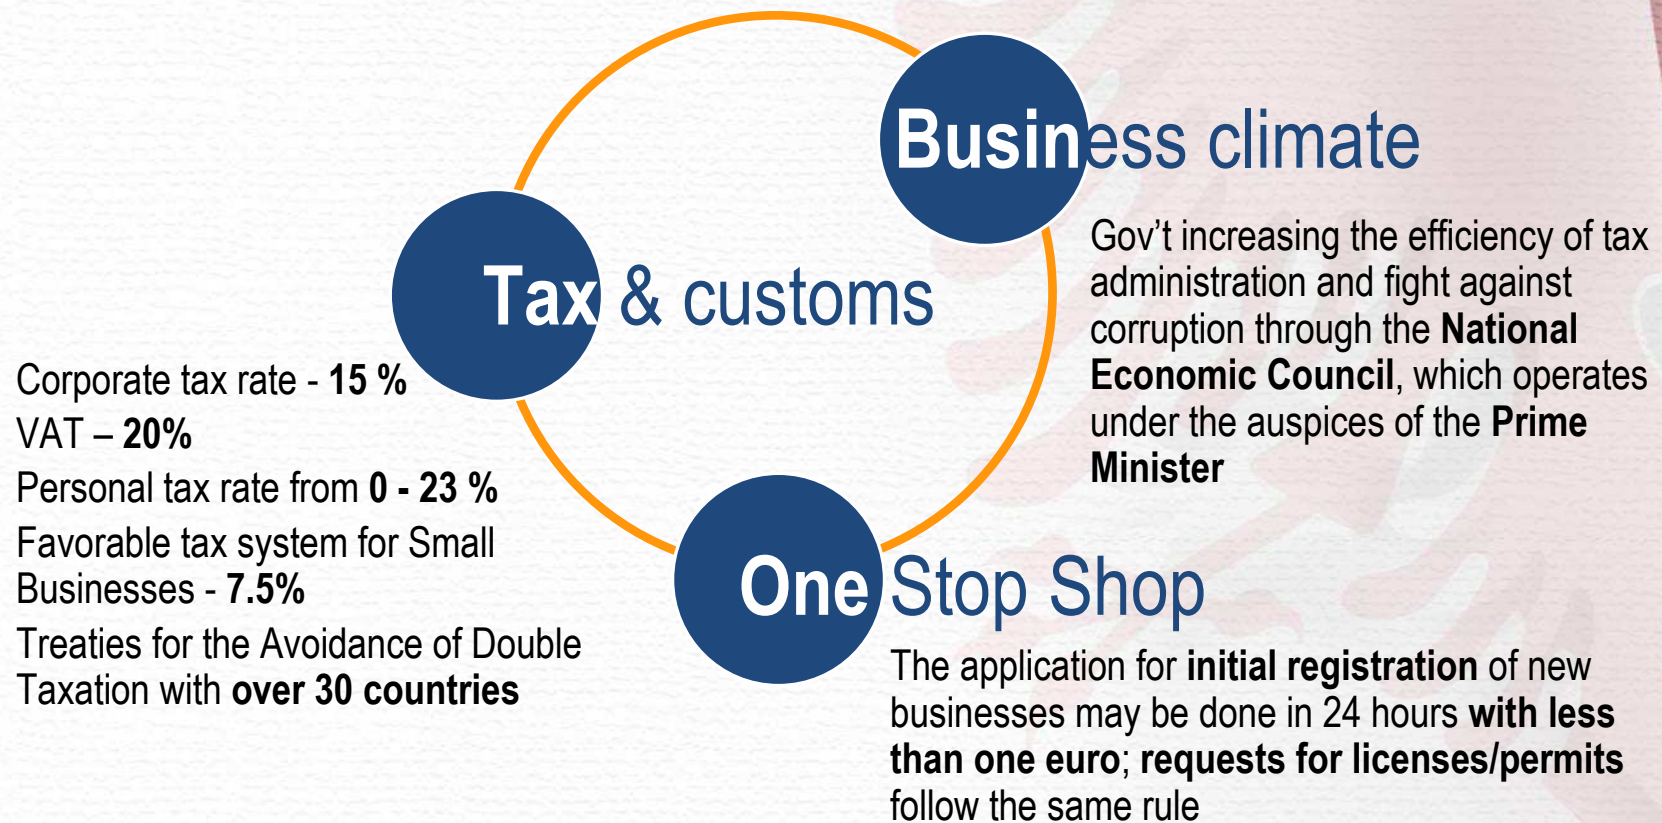 Business climate
Gov’t increasing the efficiency of tax
administration and fight against
corruption through the National
Economic Council, which operates
under the auspices of the Prime
Minister
Tax & customs
Corporate tax rate - 15 %
VAT – 20%
Personal tax rate from 0 - 23 %
Favorable tax system for Small
Businesses - 7.5%
Treaties for the Avoidance of Double
Taxation with over 30 countries
One Stop Shop
The application for initial registration of new
businesses may be done in 24 hours with less
than one euro; requests for licenses/permits
follow the same rule